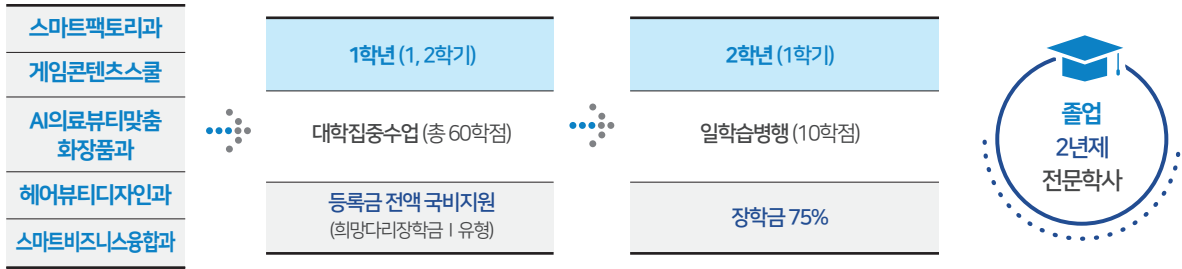 스마트팩토리과
게임콘텐츠스쿨
AI의료뷰티맞춤
화장품과
헤어뷰티디자인과
스마트비즈니스융합과
1학년 (1, 2학기)
대학집중수업 (총 60학점)
등록금 전액 국비지원
(희망다리장학금 Ⅰ유형)
2학년 (1학기)
일학습병행 (10학점)
장학금 75%
졸업
2년제
전문학사